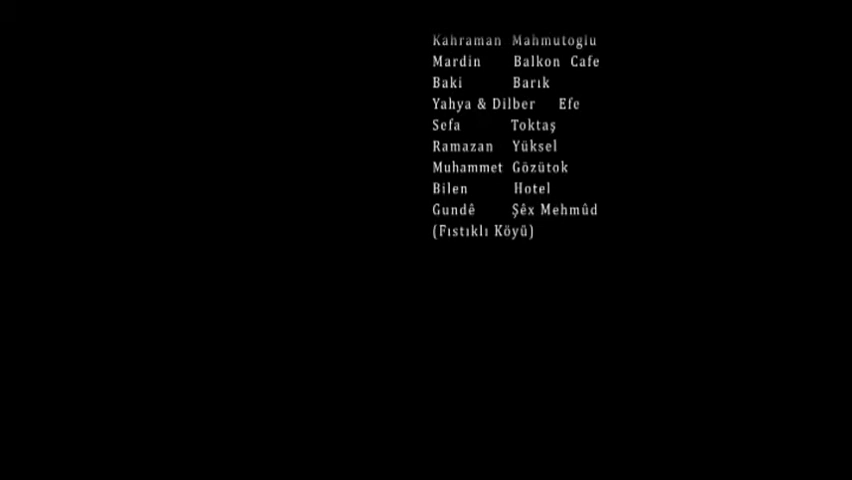 Kahraman Mahmutoglu
Mardin Balkon Cafe
Baki Barık
Yahya & Dilber Efe
Sefa Toktaş
Ramazan Yüksel
Muhammet Gözütok
Bilen Hotel
Gundê Şêx Mehmûd
(Fıstıklı Köyü)